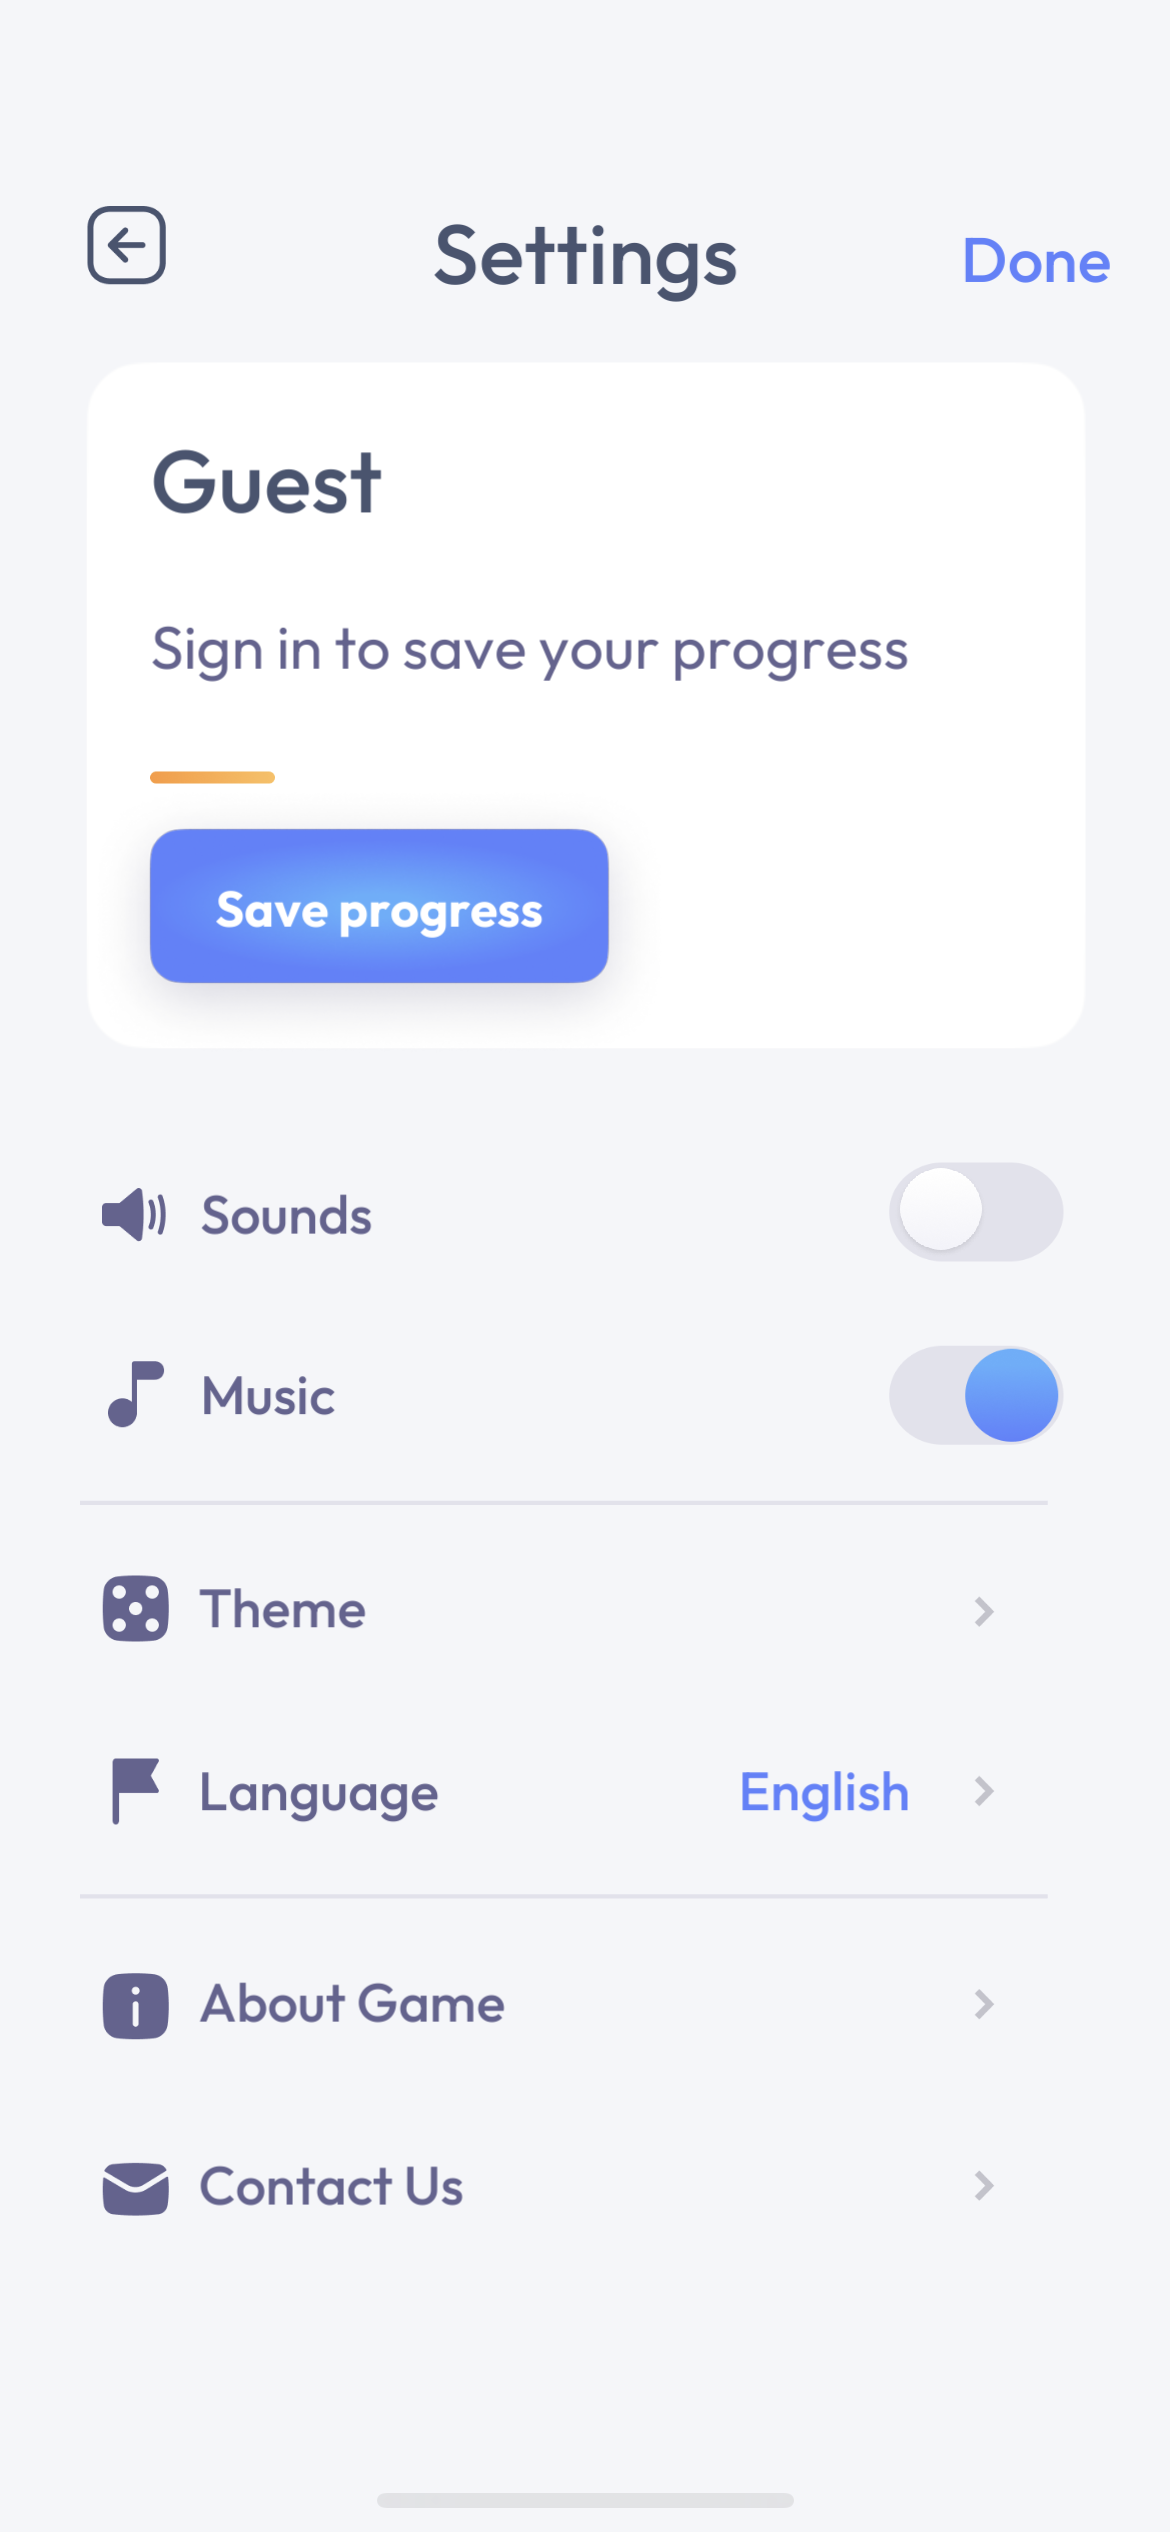 Settings
Done
Guest
Sign in to save your progress
Save progress
Sounds
Music
Theme
Language English
About Game
Contact Us